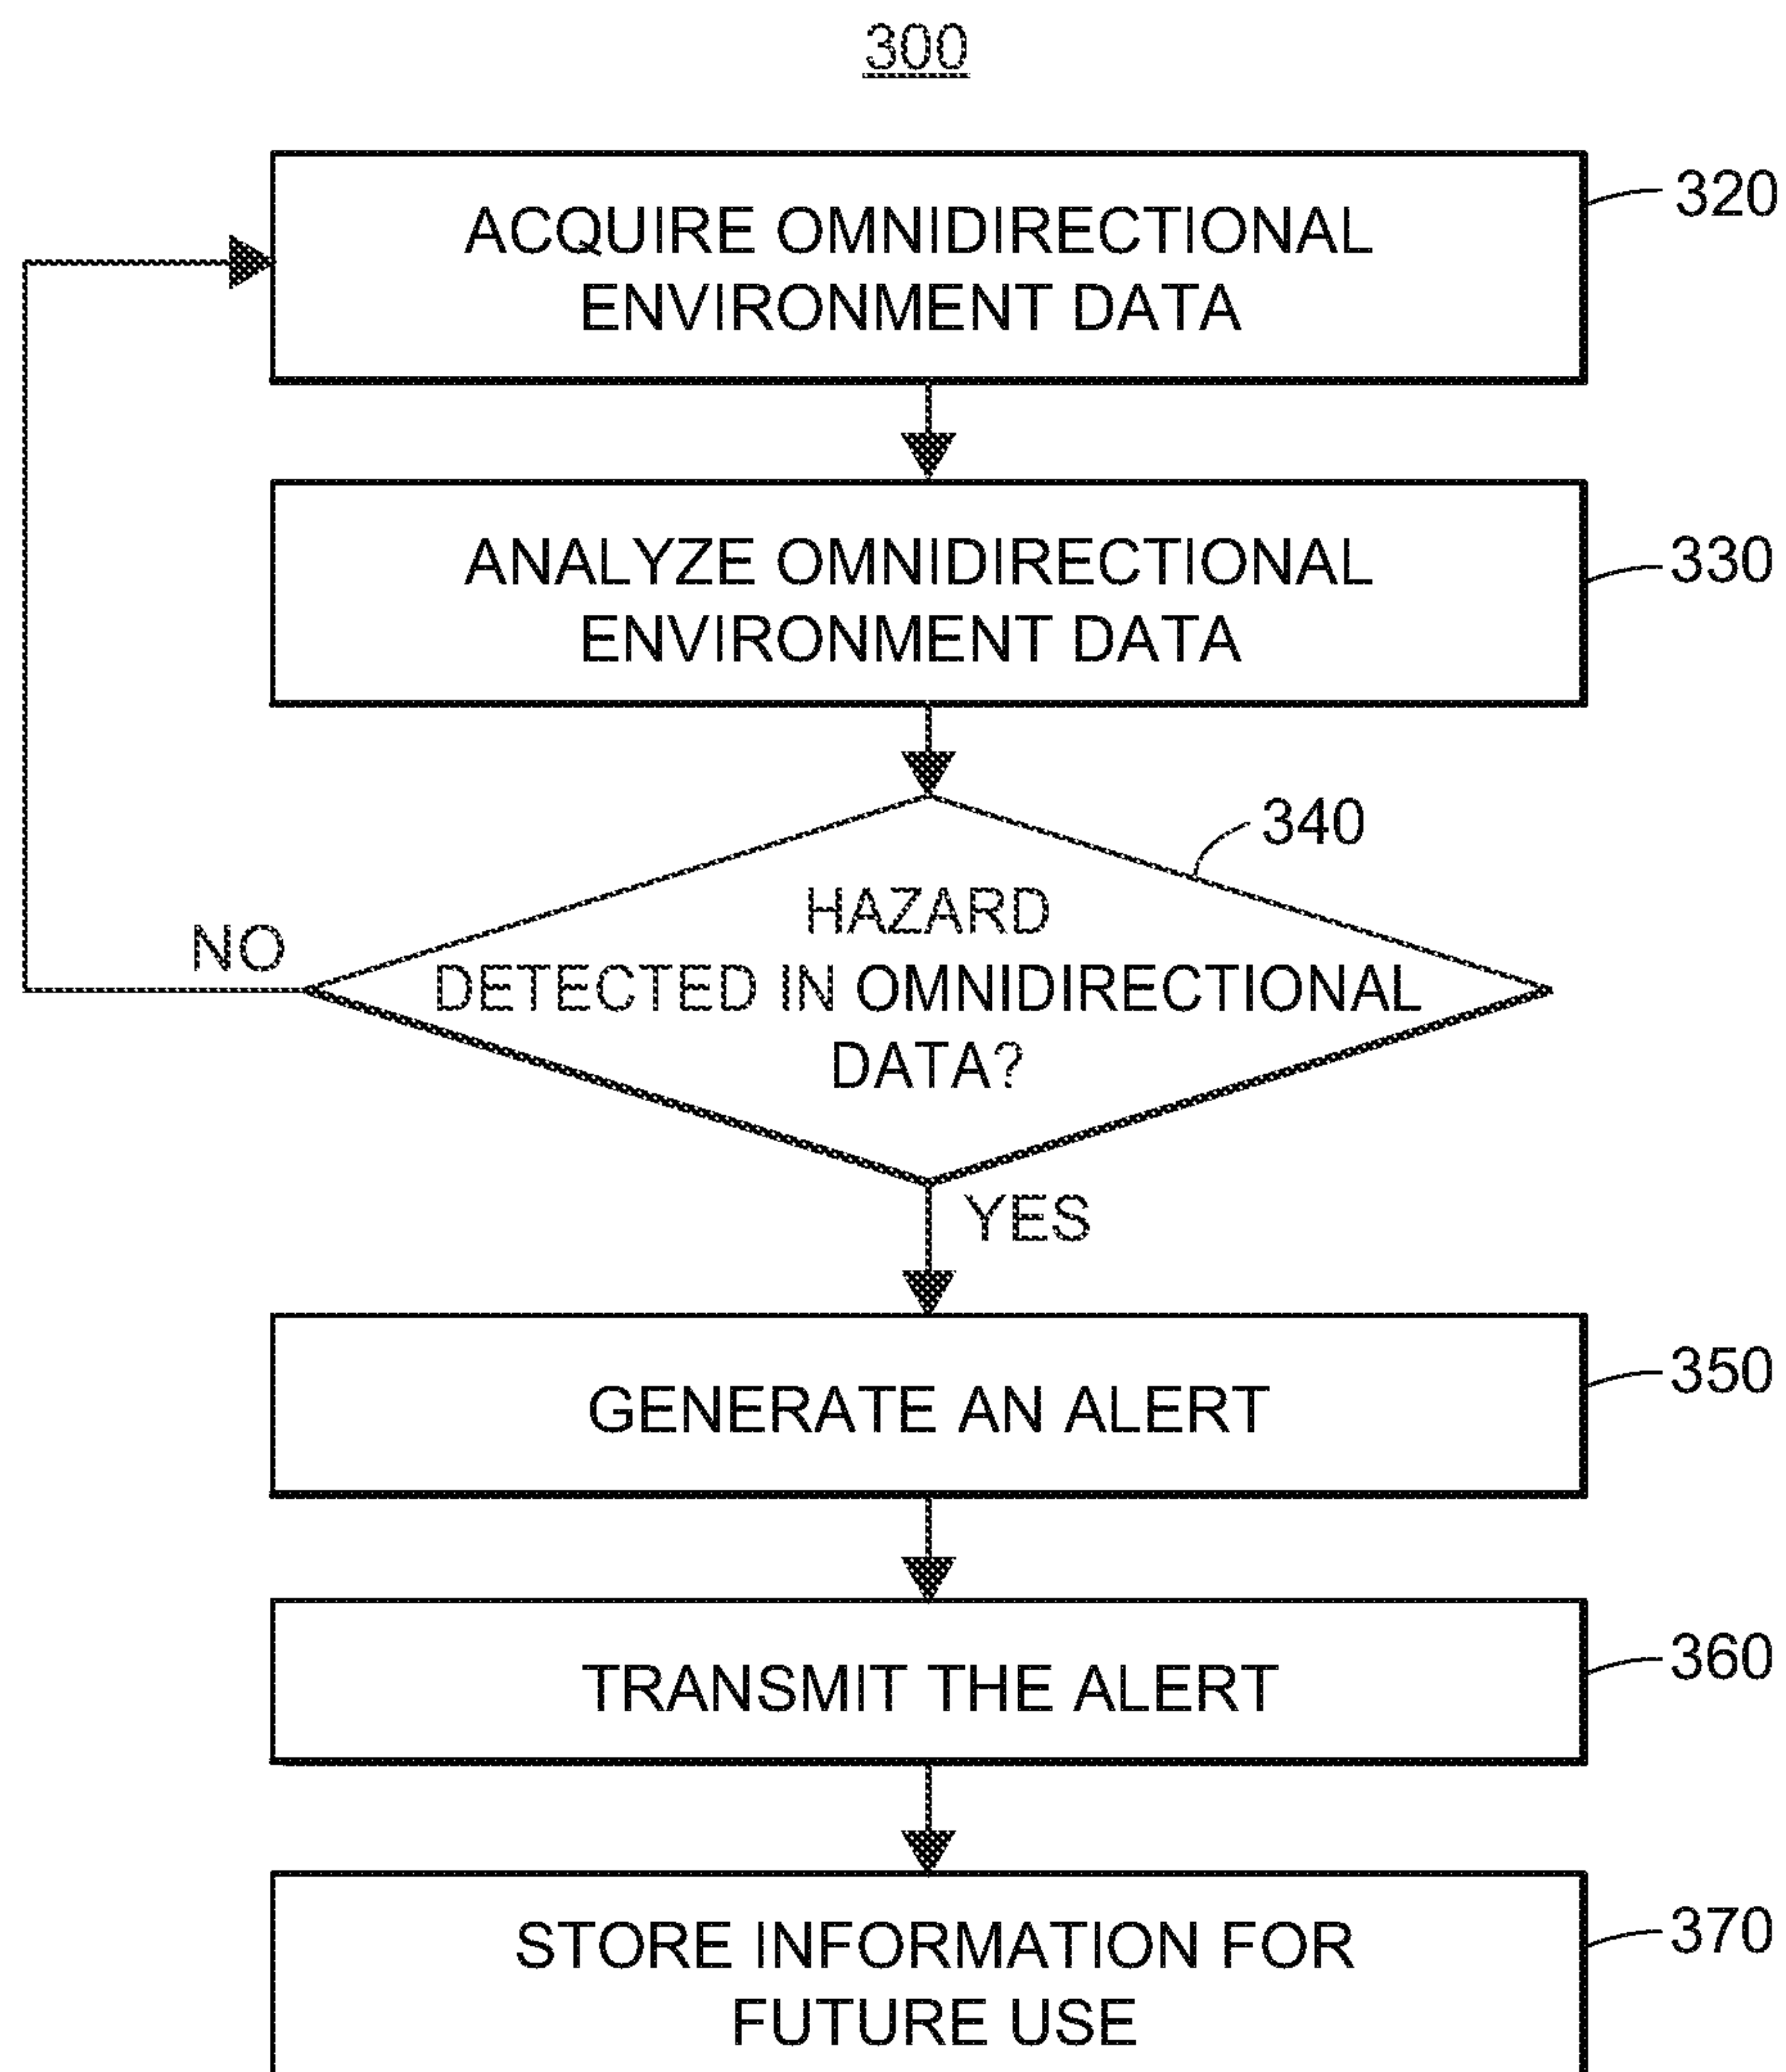 300
ACQUIRE OMNIDIRECTIONAL
ENVIRONMENT DATA
320
ANALYZE OMNIDIRECTIONAL
ENVIRONMENT DATA
330
340
HAZARD
DETECTED IN OMNIDIRECTIONAL
DATA?
NO
YES
GENERATE AN ALERT
350
TRANSMIT THE ALERT
360
STORE INFORMATION FOR
FUTURE USE
370